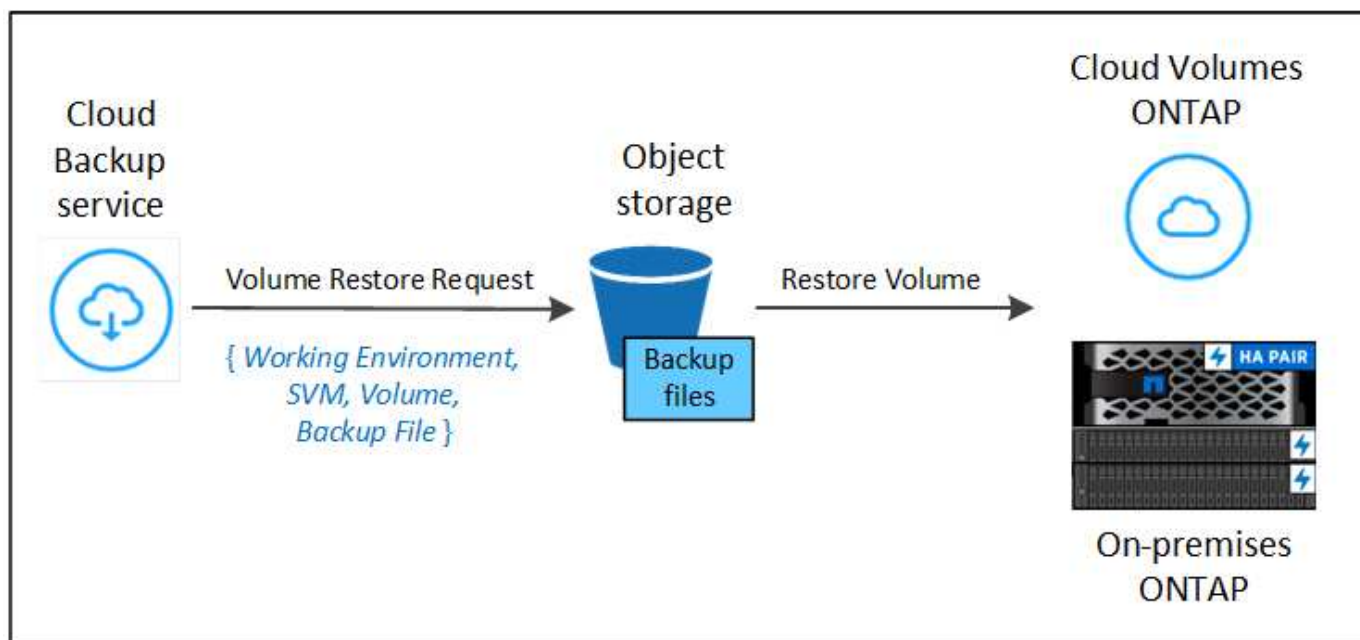 Cloud
Backup
service
Volume Restore Request
{ Working Environment,
SVM, Volume,
Backup File }
Object
storage
Backup
files
Restore Volume
Cloud Volumes
ONTAP
HA PAIR
On-premises
ONTAP